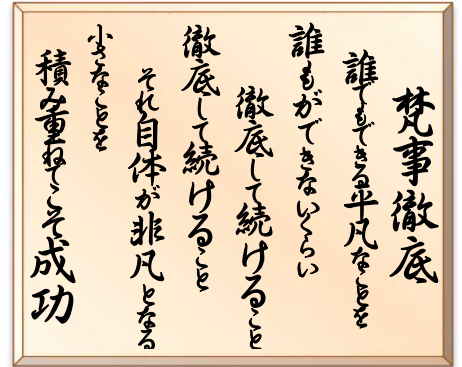 梵事徹底
誰でもできる平凡なことを
誰もができないくらい
徹底して続けること
徹底して続けること
それ自体が非凡となる
小さなことを
積み重ねてこそ成功